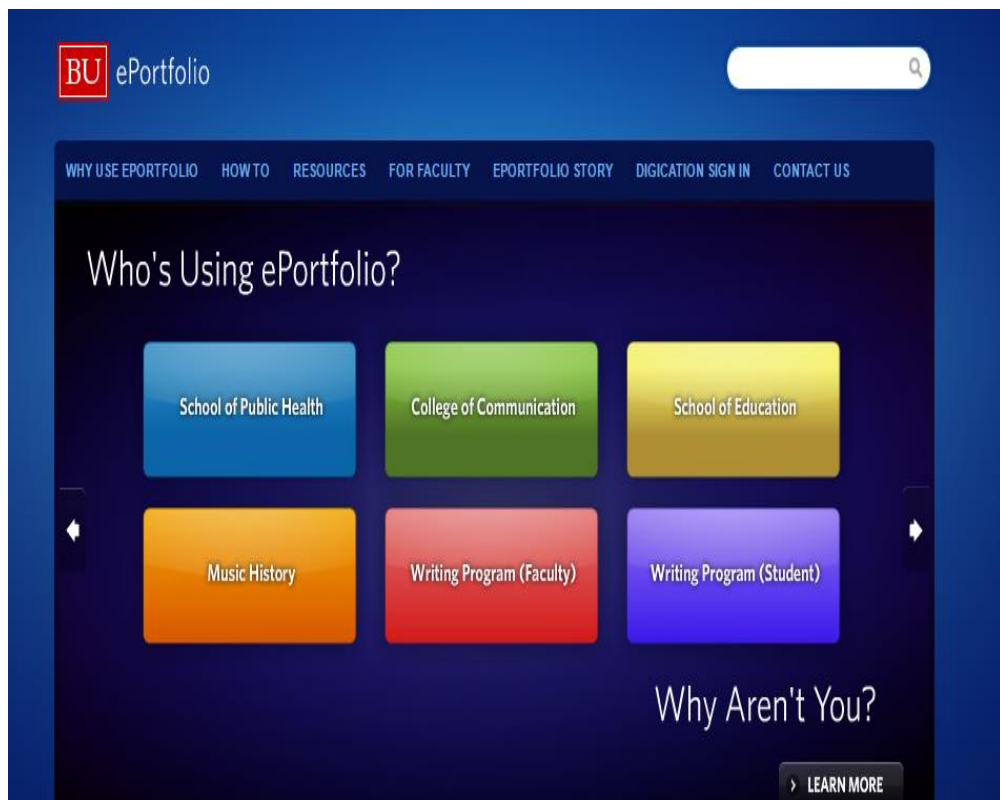 BU ePortfolio
WHY USE EPORTFOLIO HOW TO RESOURCES FOR FACULTY EPORTFOLIO STORY DIGICATION SIGN IN CONTACT US
Who's Using ePortfolio?
School of Public Health College of Communication School of Education
Music History Writing Program (Faculty) Writing Program (Student)
Why Aren't You?
LEARN MORE